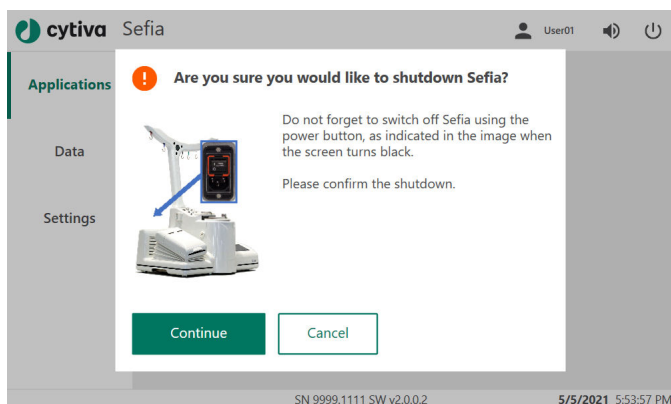 cytiva Sefia
User01
Applications
Data
Settings
Are you sure you would like to shutdown Sefia?
Do not forget to switch off Sefia using the
power button, as indicated in the image when
the screen turns black.
Please confirm the shutdown.
Continue
Cancel
SN 9999.1111 SW v2.0.0.2
5/5/2021 5:53:57 PM